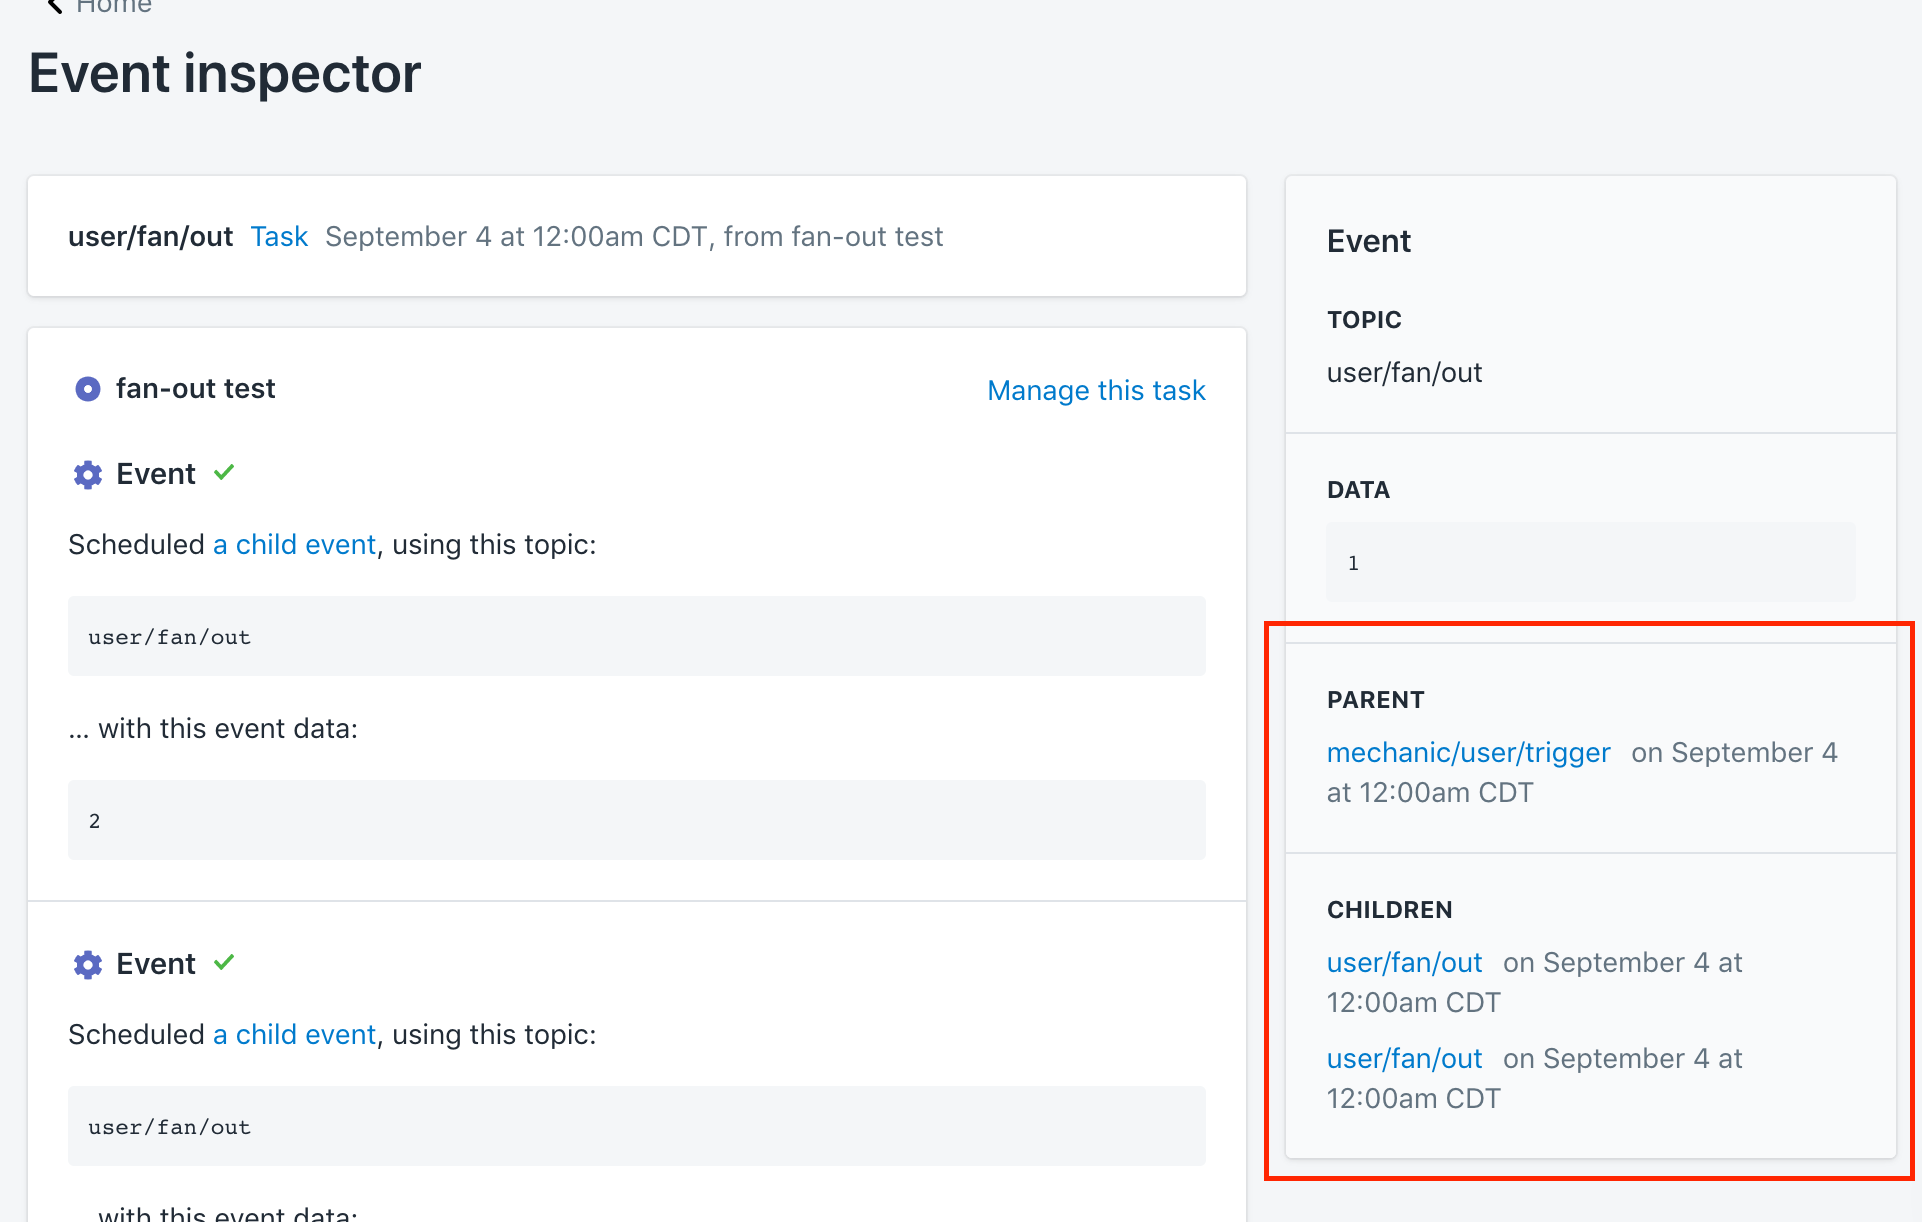 Home
Event inspector
user/fan/out Task September 4 at 12:00am CDT, from fan-out test
fan-out test
Manage this task
Event
Scheduled a child event, using this topic:
user/fan/out
... with this event data:
2
Event
Scheduled a child event, using this topic:
user/fan/out
with this event data:
Event
TOPIC
user/fan/out
DATA
1
PARENT
mechanic/user/trigger on September 4
at 12:00am CDT
CHILDREN
user/fan/out on September 4 at
12:00am CDT
user/fan/out on September 4 at
12:00am CDT